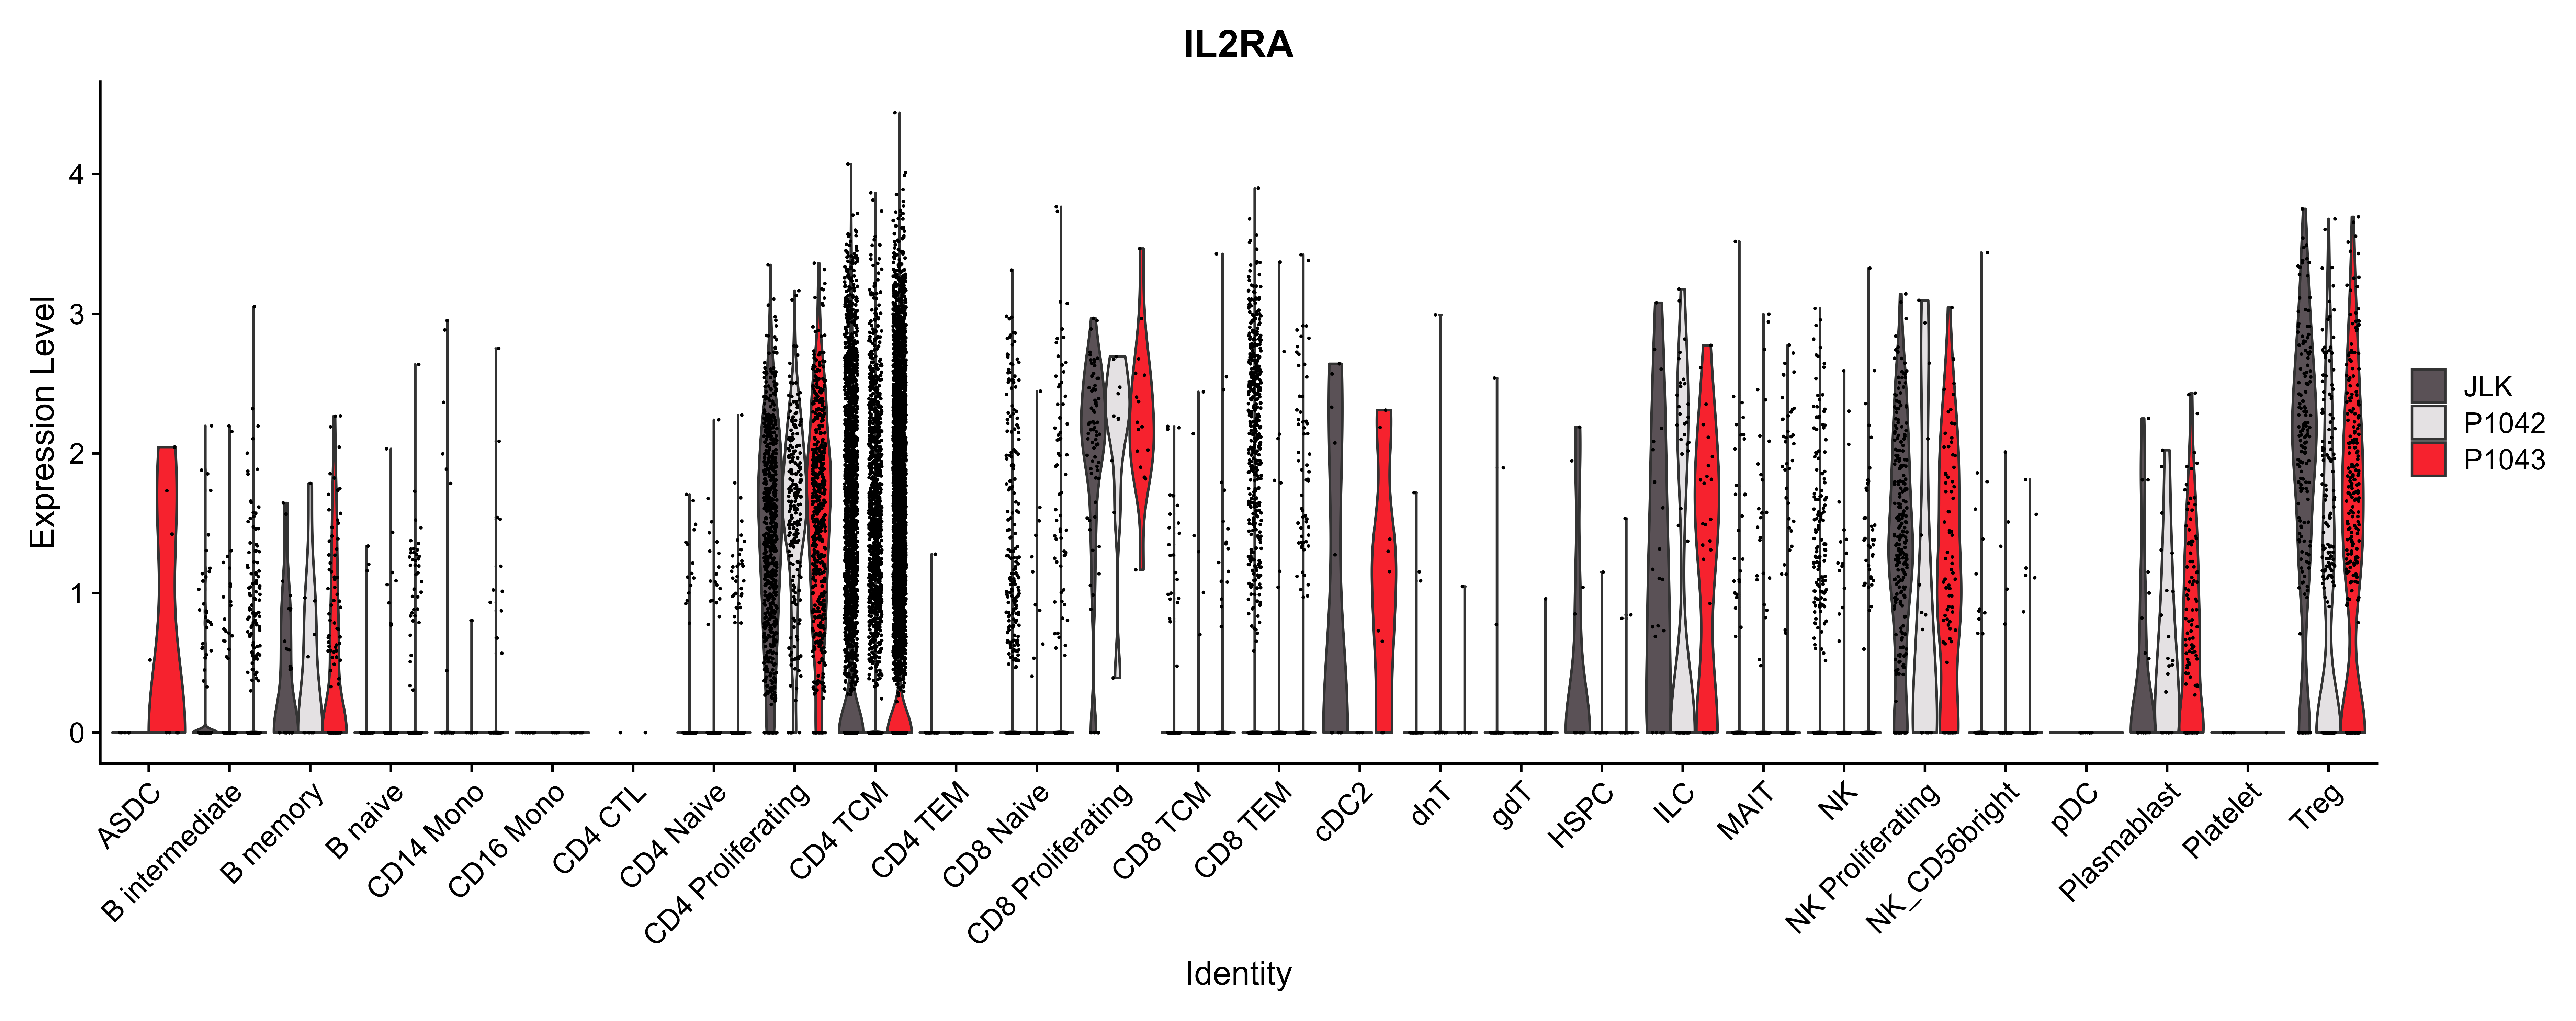 IL2RA
Expression Level
4
3
2
1
0
ASDC
B intermediate
B memory
B naive
CD14 Mono
CD16 Mono
CD4 CTL
CD4 Naive
CD4 Proliferating
CD4 TCM
CD4 TEM
CD8 Naive
CD8 Proliferating
CD8 TCM
CD8 TEM
cDC2
dnT
gdT
HSPC
ILC
MAIT
NK
NK Proliferating
NK_CD56bright
pDC
Plasmablast
Platelet
Treg
Identity
JLK
P1042
P1043